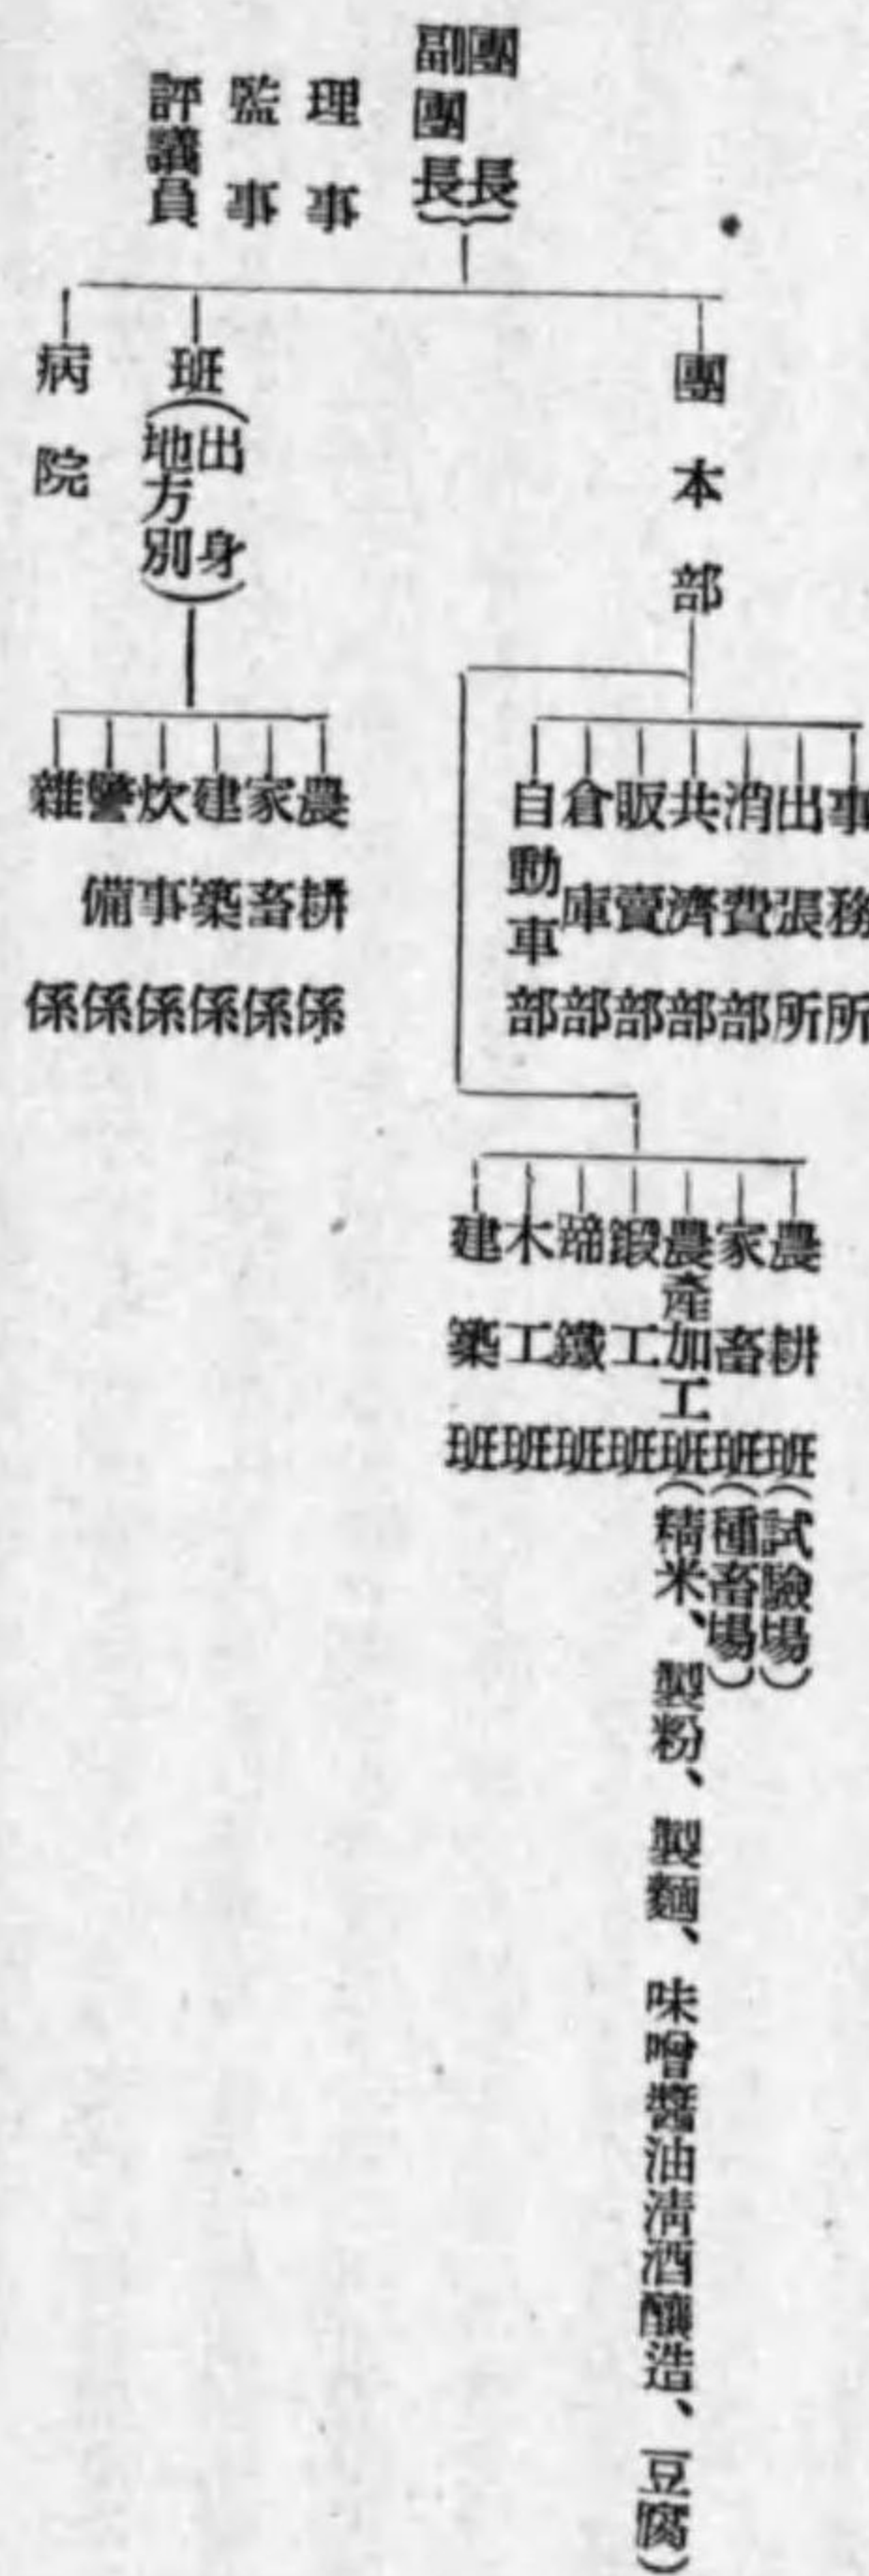 團長
副團長
理事
監事
評議員
團本部
事務所
出張所
消費部
共濟部
販賣部
倉庫部
自動車部
農耕班(試驗場)
家畜班(種畜場)
農產加工班(精米、製粉、製麵、味噌醬油淸酒釀造、豆腐)
鍛工班
蹄鐵班
木工班
建築班
班(出身地方別)
農耕係
家畜係
建築係
炊事係
警備係
雜係
病院